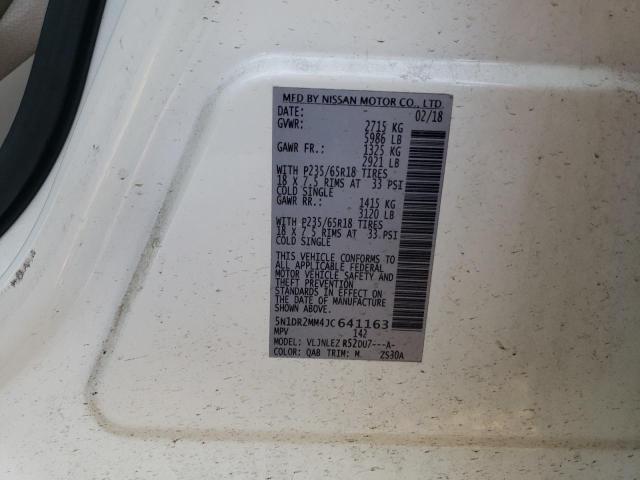 MFD BY NISSAN MOTOR CO., LTD.
DATE: - 02/18
GVWR: 2715 KG
5986 LB
GAWR FR.: 1325 KG
2921 LB
WITH P235/65R18 TIRES
18 X 7.5 RIMS AT 33 PSI
COLD SINGLE
GAWR RR.: 1415 KG
3120 LB
WITH P235/65R18 TIRES
18 X 7.5 RIMS AT 33 PSI
COLD SINGLE
THIS VEHICLE CONFORMS TO
ALL APPLICABLE FEDERAL
MOTOR VEHICLE SAFETY AND
THEFT PREVENTION
STANDARDS IN EFFECT ON
THE DATE OF MANUFACTURE
SHOWN ABOVE.
5N1DR2MM4JC641163
MPV 142
MODEL: VLJNLEZ R52DU7---A-
COLOR: QAB TRIM: M ZS30A